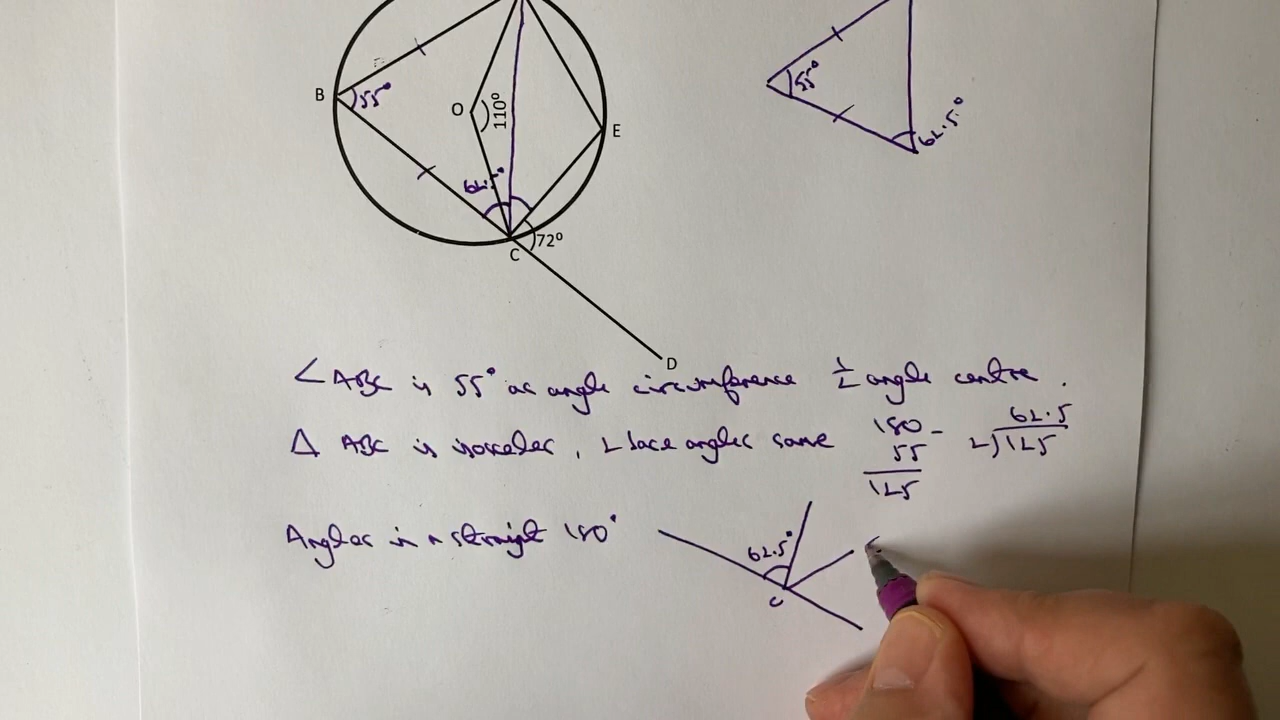 B
55°
O
110°
E
62.5°
C
72°
D
55°
62.5°
∠ ABC is 55° as angle circumference ½ angle centre.
Δ ABC is isosceles, 2 base angles same
180 -
55
125
62.5
2)125
Angles in a straight 180°
62.5°
C